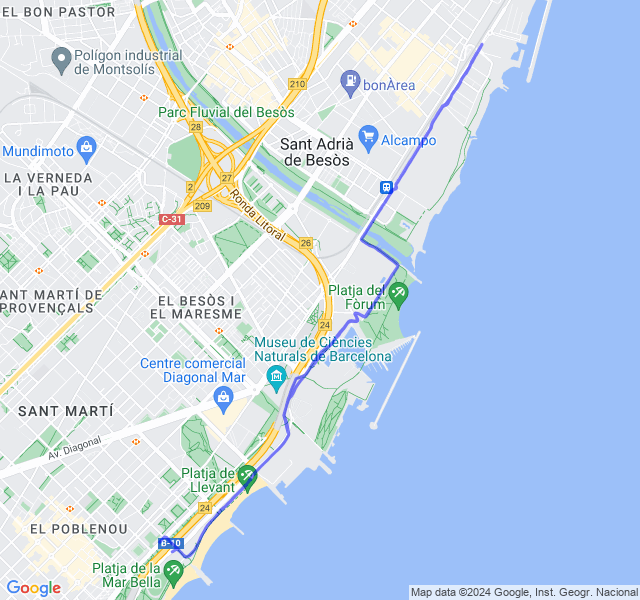 EL BON PASTOR
Polígon industrial
de Montsolís
210
bonÀrea
Parc Fluvial del Besòs
28
Sant Adrià
de Besòs
Alcampo
Mundimoto
LA VERNEDA
I LA PAU
27
2
209
C-31
Ronda Litoral
26
ANT MARTÍ DE
PROVENÇALS
EL BESÒS I
EL MARESME
Platja del
Fòrum
24
Museu de Ciències
Naturals de Barcelona
Centre comercial
Diagonal Mar
SANT MARTÍ
Av. Diagonal
Platja de
Llevant
24
EL POBLENOU
B-10
Platja de la
Mar Bella
Google
Map data ©2024 Google, Inst. Geogr. Nacional